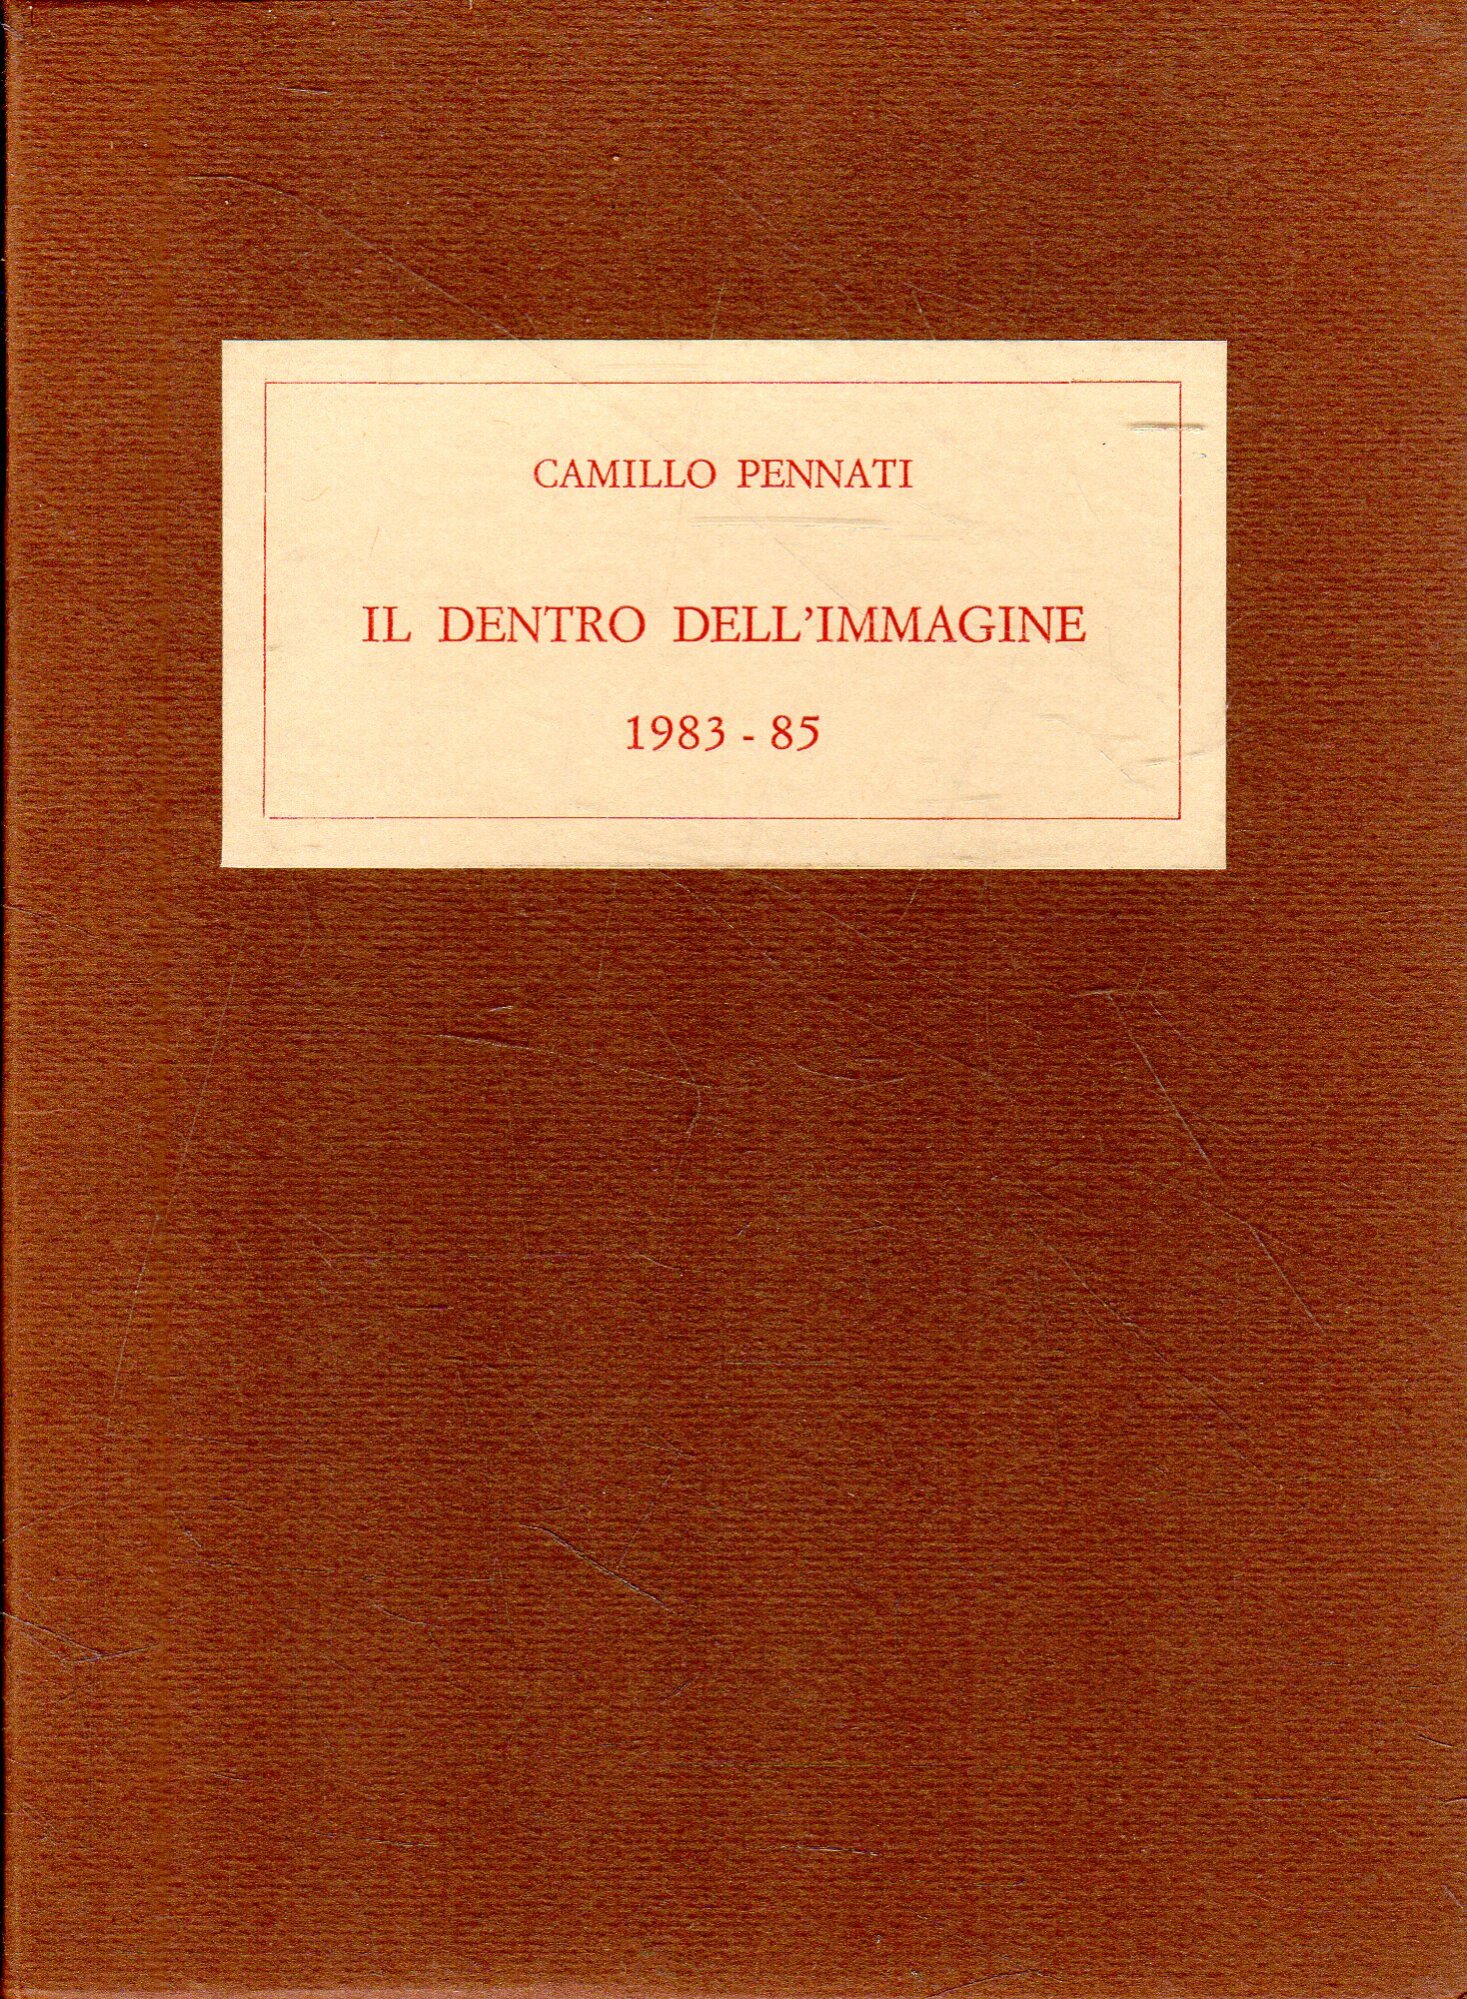 CAMILLO PENNATI
IL DENTRO DELL'IMMAGINE
1983 - 85